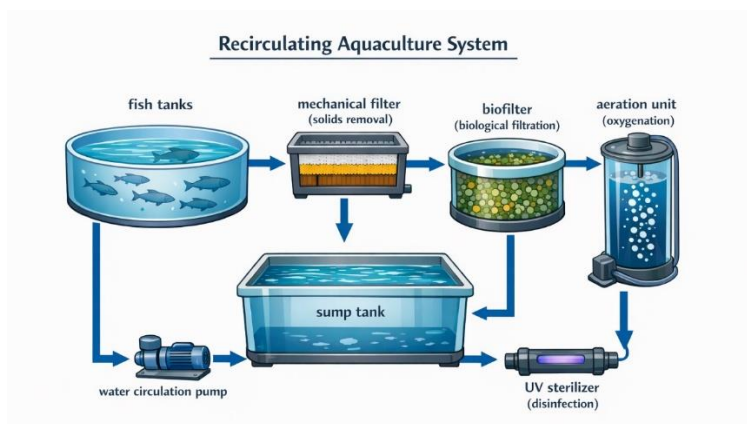 Recirculating Aquaculture System
fish tanks
mechanical filter
(solids removal)
biofilter
(biological filtration)
aeration unit
(oxygenation)
sump tank
water circulation pump
UV sterilizer
(disinfection)